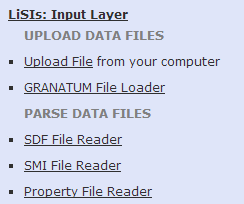 LiSIs: Input Layer
UPLOAD DATA FILES
Upload File from your computer
GRANATUM File Loader
PARSE DATA FILES
SDF File Reader
SMI File Reader
Property File Reader